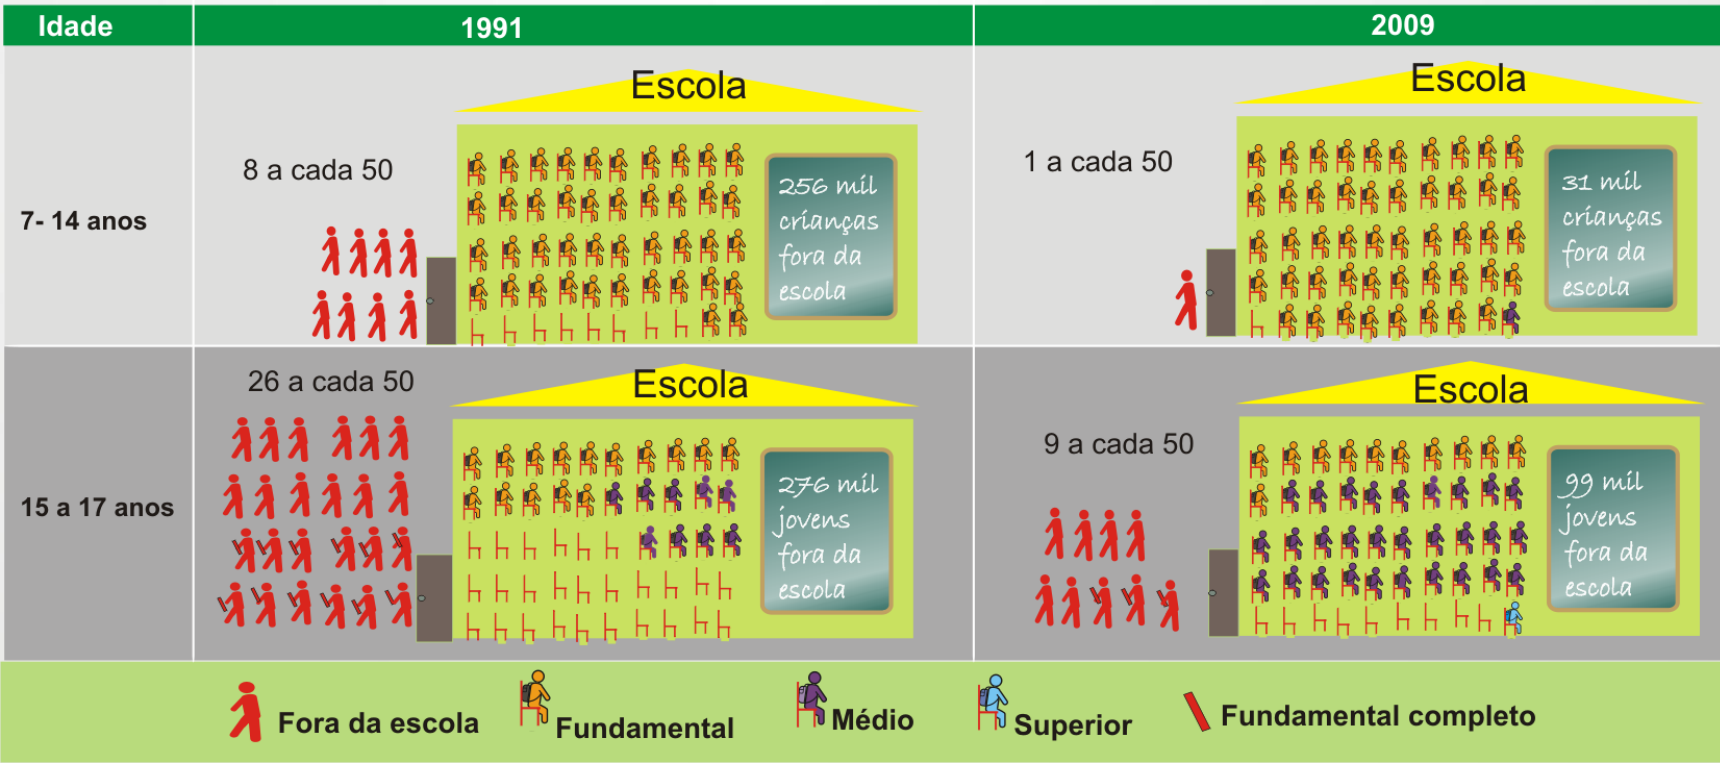 Idade
1991
2009
7- 14 anos
8 a cada 50
Escola
256 mil
crianças
fora da
escola
1 a cada 50
Escola
31 mil
crianças
fora da
escola
15 a 17 anos
26 a cada 50
Escola
276 mil
jovens
fora da
escola
9 a cada 50
Escola
99 mil
jovens
fora da
escola
Fora da escola
Fundamental
Médio
Superior
Fundamental completo